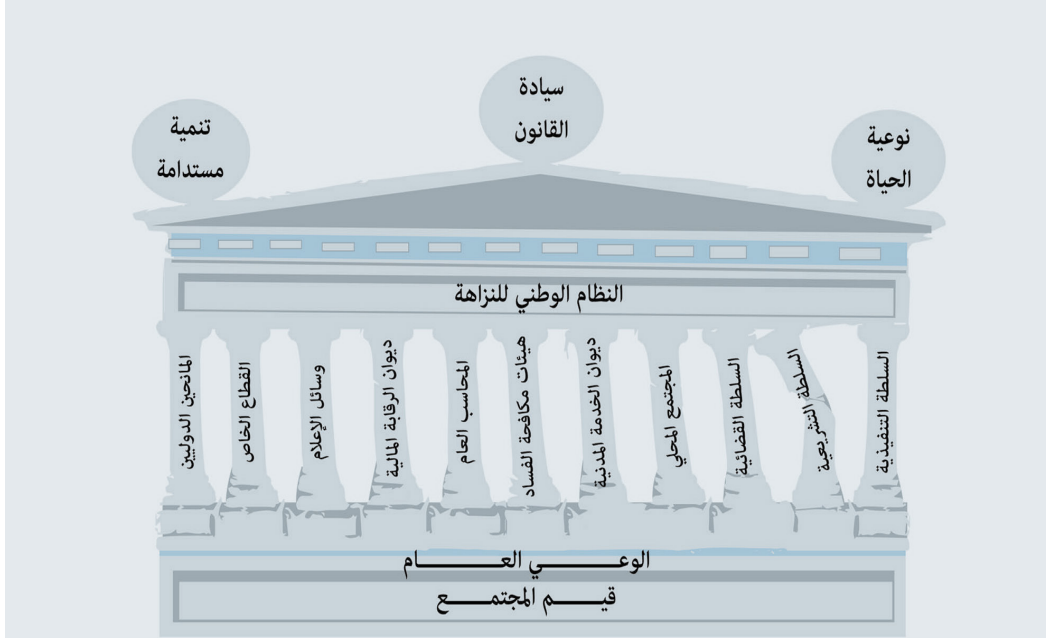 سيادة
القانون
نوعية
الحياة
تنمية
مستدامة
النظام الوطني للنزاهة
السلطة التنفيذية
السلطة التشريعية
السلطة القضائية
المجتمع المحلي
ديوان الخدمة المدنية
هيئات مكافحة الفساد
المحاسب العام
ديوان الرقابة المالية
وسائل الإعلام
القطاع الخاص
المانحين الدوليين
الوعـــــي العـــــــام
قيـــم المجتمـــع